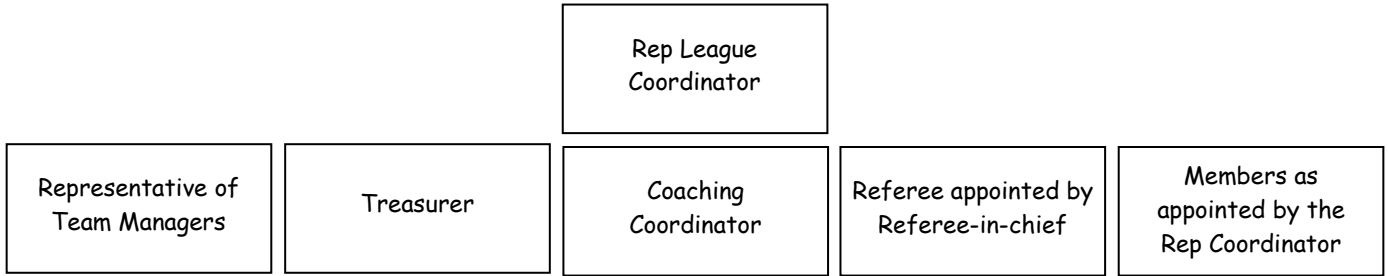 Rep League
Coordinator
Representative of
Team Managers
Treasurer
Coaching
Coordinator
Referee appointed by
Referee-in-chief
Members as
appointed by the
Rep Coordinator